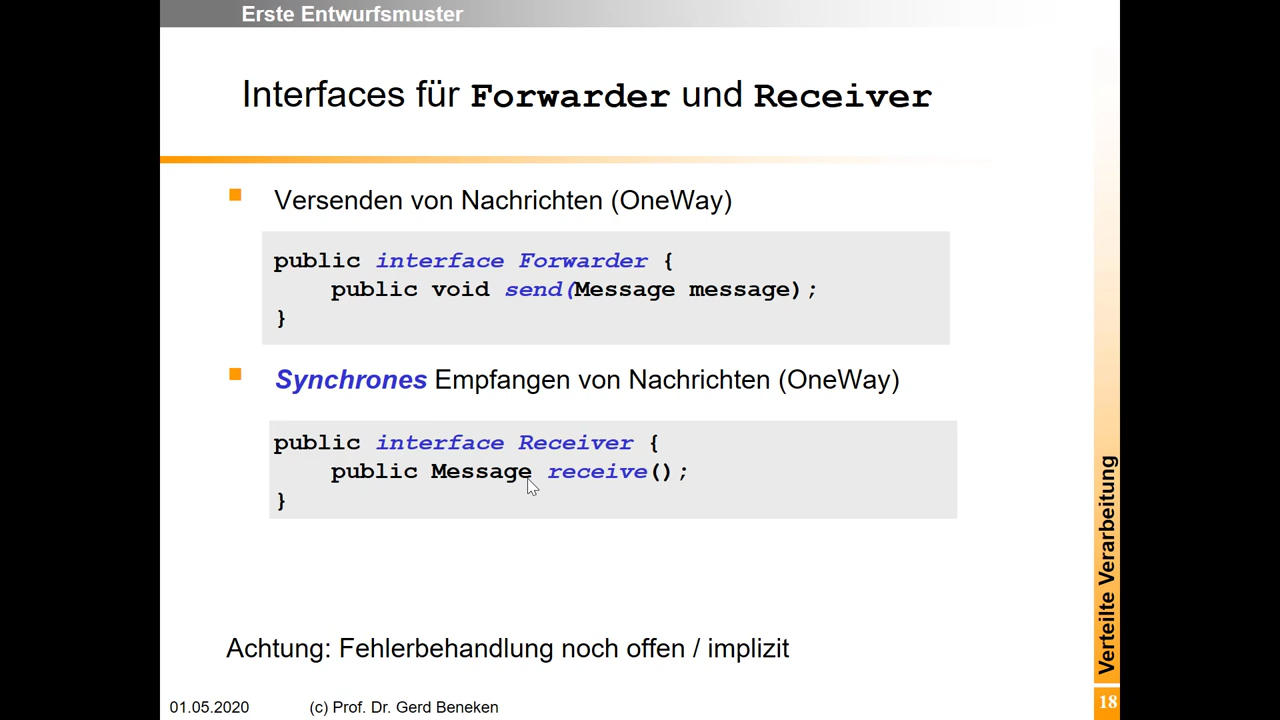 Erste Entwurfsmuster
Interfaces für Forwarder und Receiver
Versenden von Nachrichten (OneWay)
public interface Forwarder {
    public void send(Message message);
}
Synchrones Empfangen von Nachrichten (OneWay)
public interface Receiver {
    public Message receive();
}
Achtung: Fehlerbehandlung noch offen / implizit
Verteilte Verarbeitung
01.05.2020
(c) Prof. Dr. Gerd Beneken
18